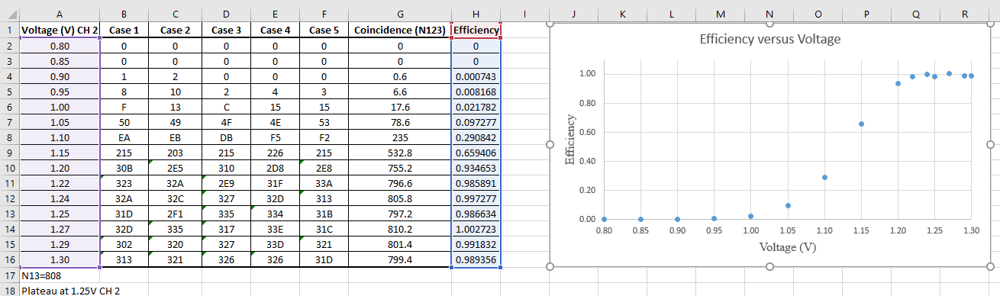 A B C D E F G H I J K L M N O P Q R
1 Voltage (V) CH 2 Case 1 Case 2 Case 3 Case 4 Case 5 Coincidence (N123) Efficiency
2 0.80 0 0 0 0 0 0 0
3 0.85 0 0 0 0 0 0 0
4 0.90 1 2 0 0 0 0.6 0.000743
5 0.95 8 10 2 4 3 6.6 0.008168
6 1.00 F 13 C 15 15 17.6 0.021782
7 1.05 50 49 4F 4E 53 78.6 0.097277
8 1.10 EA EB DB F5 F2 235 0.290842
9 1.15 215 203 215 226 215 532.8 0.659406
10 1.20 30B 2E5 310 2D8 2E8 755.2 0.934653
11 1.22 323 32A 2E9 31F 33A 796.6 0.985891
12 1.24 32A 32C 327 32D 313 805.8 0.997277
13 1.25 31D 2F1 335 334 31B 797.2 0.986634
14 1.27 32D 335 317 33E 31C 810.2 1.002723
15 1.29 302 320 327 33D 321 801.4 0.991832
16 1.30 313 321 326 326 31D 799.4 0.989356
17 N13=808
18 Plateau at 1.25V CH 2
Efficiency versus Voltage
Efficiency
1.00
0.80
0.60
0.40
0.20
0.00
0.80 0.85 0.90 0.95 1.00 1.05 1.10 1.15 1.20 1.25 1.30
Voltage (V)